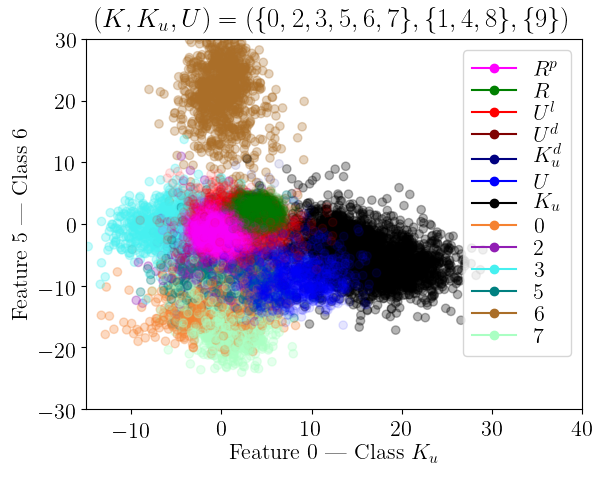 (K, K_u, U) = ({0, 2, 3, 5, 6, 7}, {1, 4, 8}, {9})
30
20
10
0
−10
−20
−30
Feature 5 — Class 6
R^p
R
U^l
U^d
K_u^d
U
K_u
0
2
3
5
6
7
−10
0
10
20
30
40
Feature 0 — Class K_u